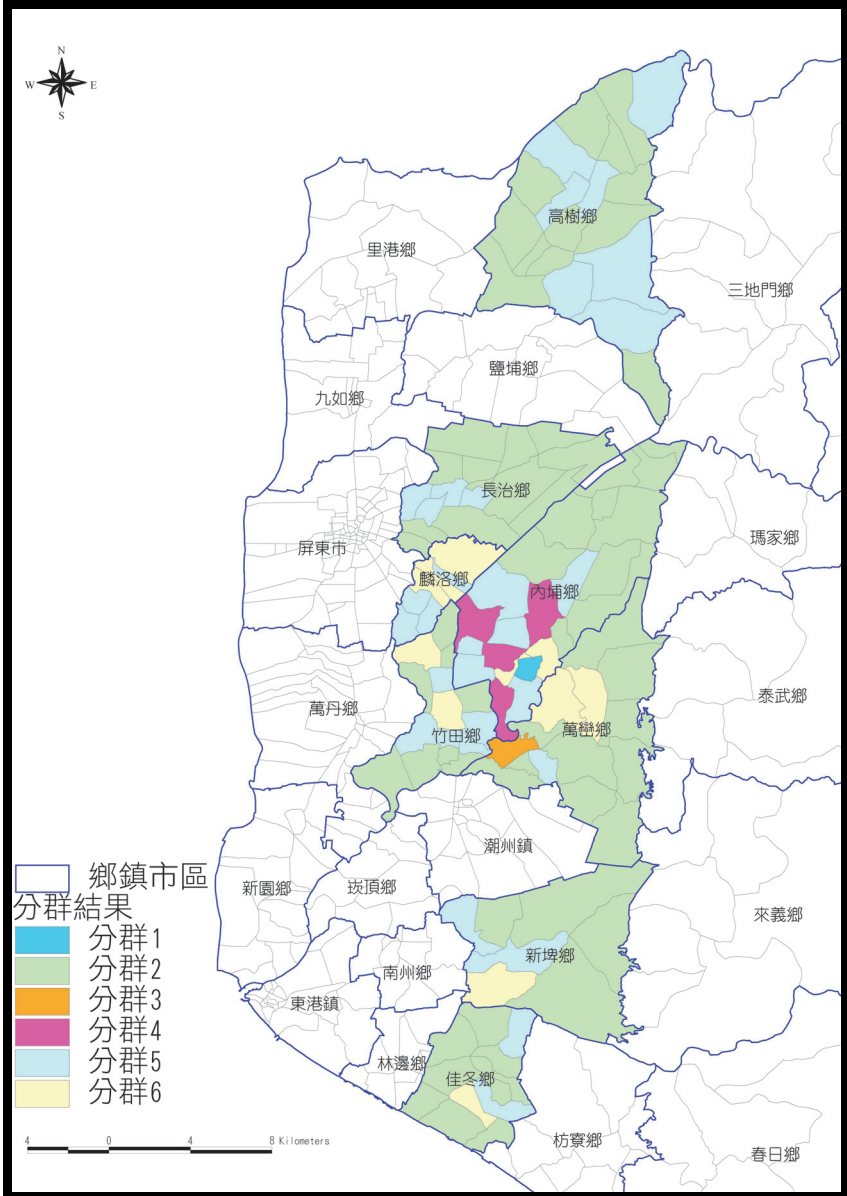 N
W E
S
高樹鄉
里港鄉
三地門鄉
鹽埔鄉
九如鄉
長治鄉
瑪家鄉
屏東市
麟洛鄉
內埔鄉
泰武鄉
萬丹鄉
萬巒鄉
竹田鄉
潮州鎮
鄉鎮市區
新園鄉
崁頂鄉
來義鄉
分群結果
分群1
新埤鄉
分群2
南州鄉
分群3
東港鎮
分群4
林邊鄉
分群5
佳冬鄉
分群6
枋寮鄉
春日鄉
4 0 4 8 Kilometers